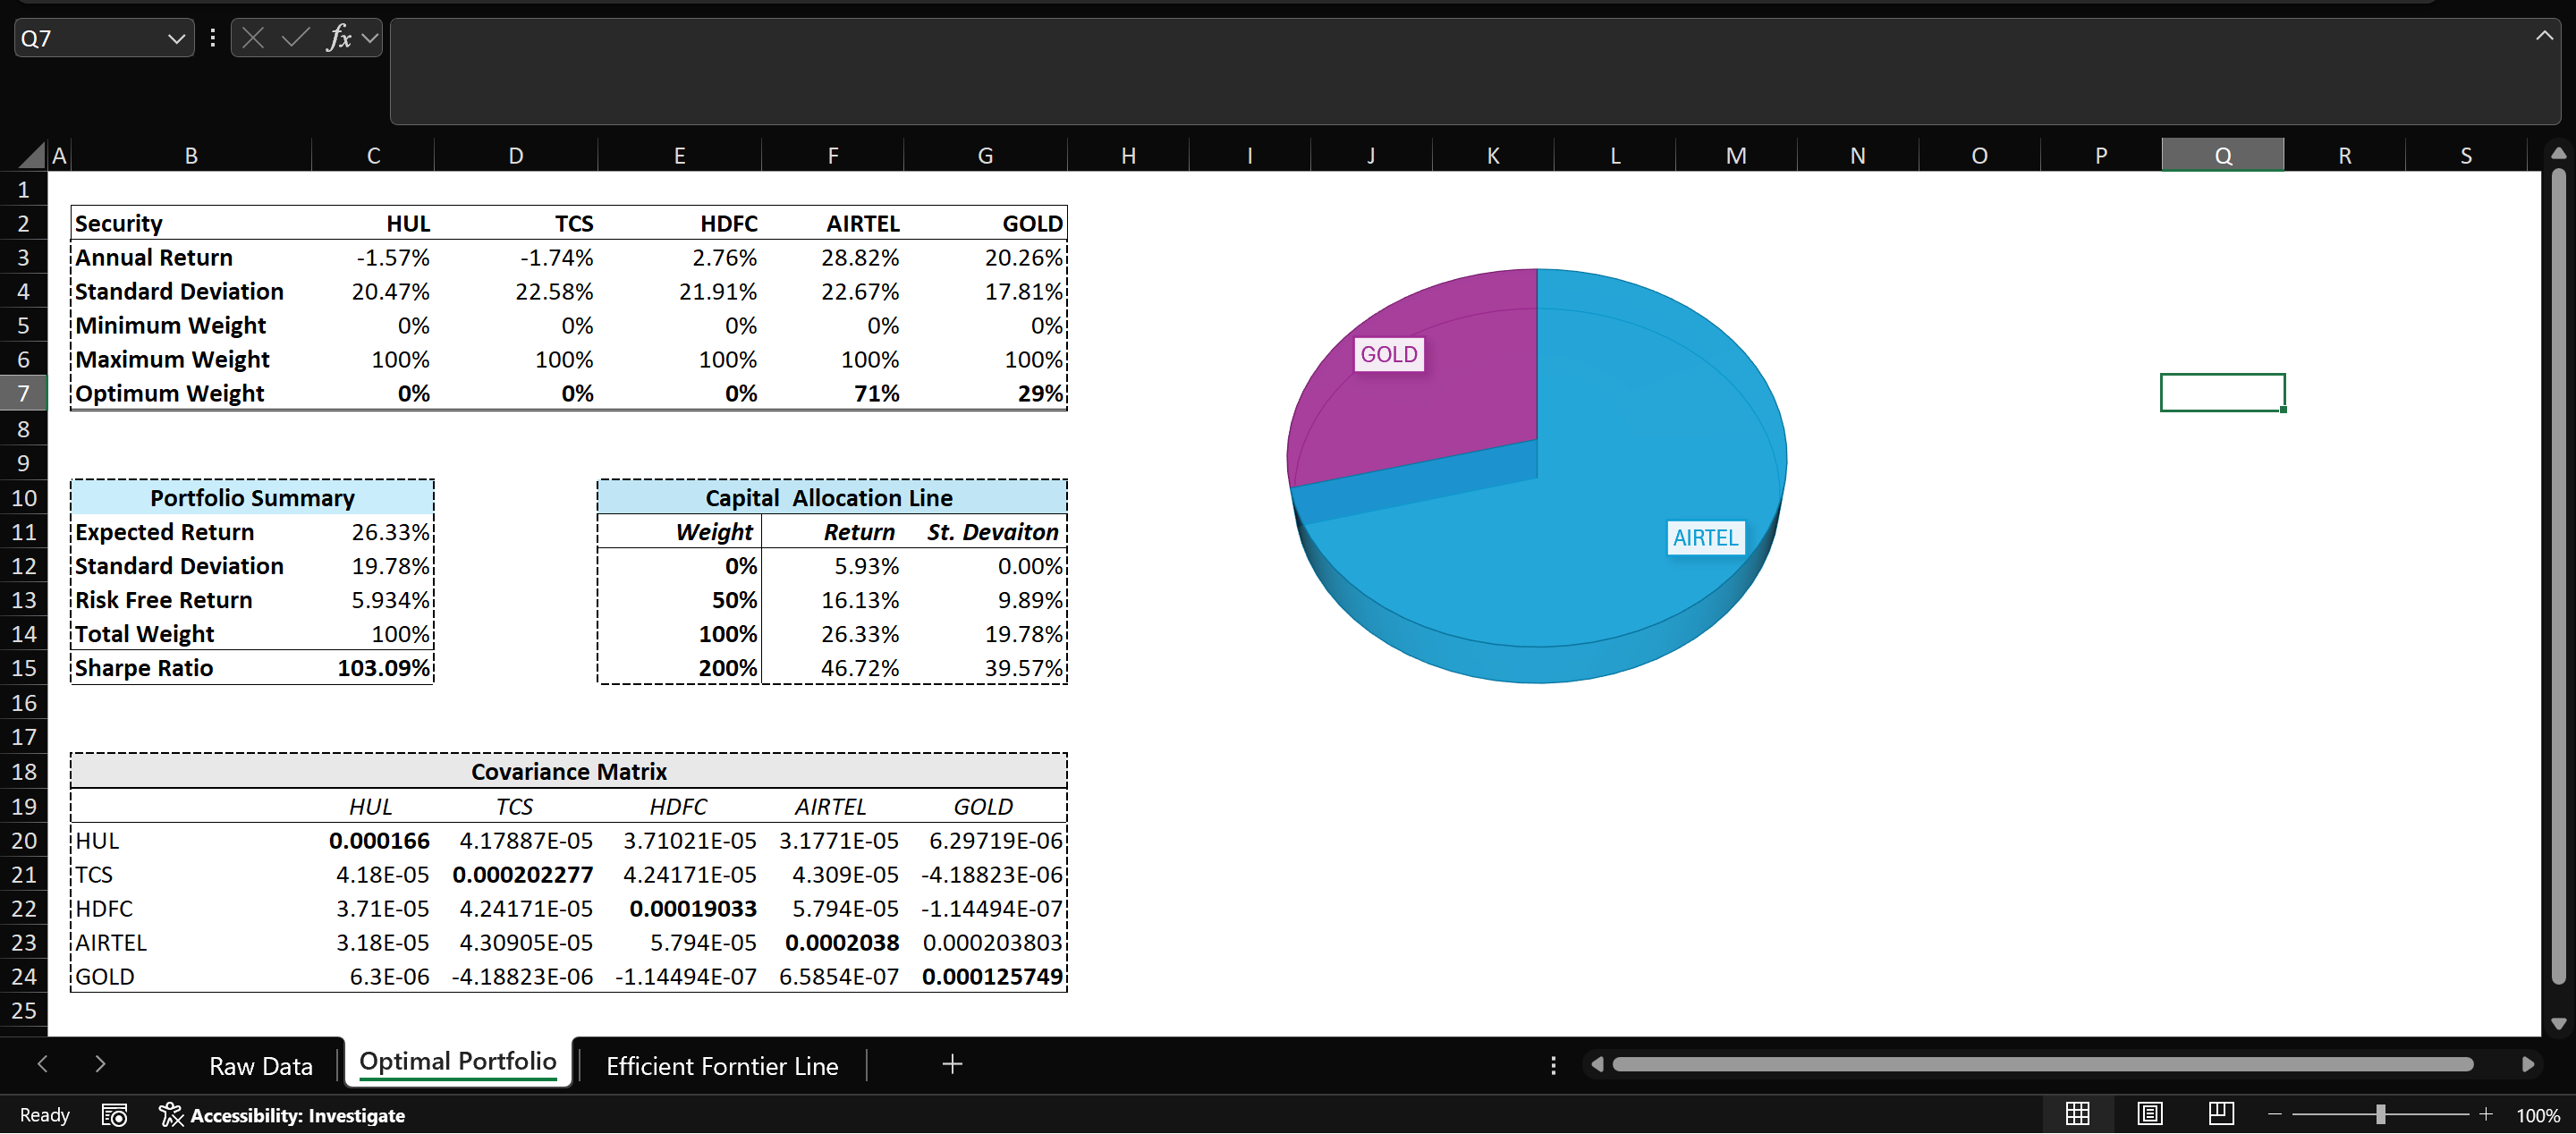 Q7 fx
A B C D E F G H I J K L M N O P Q R S
1
2 Security HUL TCS HDFC AIRTEL GOLD
3 Annual Return -1.57% -1.74% 2.76% 28.82% 20.26%
4 Standard Deviation 20.47% 22.58% 21.91% 22.67% 17.81%
5 Minimum Weight 0% 0% 0% 0% 0%
6 Maximum Weight 100% 100% 100% 100% 100%
7 Optimum Weight 0% 0% 0% 71% 29%
8
9
10 Portfolio Summary Capital Allocation Line
11 Expected Return 26.33% Weight Return St. Devaiton
12 Standard Deviation 19.78% 0% 5.93% 0.00%
13 Risk Free Return 5.934% 50% 16.13% 9.89%
14 Total Weight 100% 100% 26.33% 19.78%
15 Sharpe Ratio 103.09% 200% 46.72% 39.57%
16
17
18 Covariance Matrix
19 HUL TCS HDFC AIRTEL GOLD
20 HUL 0.000166 4.17887E-05 3.71021E-05 3.1771E-05 6.29719E-06
21 TCS 4.18E-05 0.000202277 4.24171E-05 4.309E-05 -4.18823E-06
22 HDFC 3.71E-05 4.24171E-05 0.00019033 5.794E-05 -1.14494E-07
23 AIRTEL 3.18E-05 4.30905E-05 5.794E-05 0.0002038 0.000203803
24 GOLD 6.3E-06 -4.18823E-06 -1.14494E-07 6.5854E-07 0.000125749
25
GOLD
AIRTEL
Raw Data Optimal Portfolio Efficient Forntier Line
Ready Accessibility: Investigate 100%